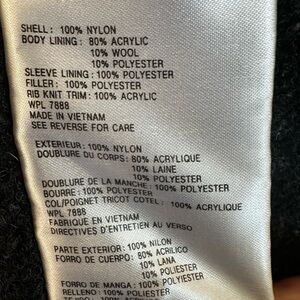 SHELL: 100% NYLON
BODY LINING: 80% ACRYLIC
10% WOOL
10% POLYESTER
SLEEVE LINING: 100% POLYESTER
FILLER: 100% POLYESTER
RIB KNIT TRIM: 100% ACRYLIC
WPL 7888
MADE IN VIETNAM
SEE REVERSE FOR CARE
EXTERIEUR: 100% NYLON
DOUBLURE DU CORPS: 80% ACRYLIQUE
10% LAINE
10% POLYESTER
DOUBLURE DE LA MANCHE: 100% POLYESTER
BOURRE: 100% POLYESTER
COL/POIGNET TRICOT COTEL: 100% ACRYLIQUE
WPL 7888
FABRIQUE EN VIETNAM
DIRECTIVES D'ENTRETIEN AU VERSO
PARTE EXTERIOR: 100% NILON
FORRO DE CUERPO: 80% ACRILICO
10% LANA
10% POLIESTER
FORRO DE MANGA: 100% POLYESTER
RELLENO: 100% POLIESTER